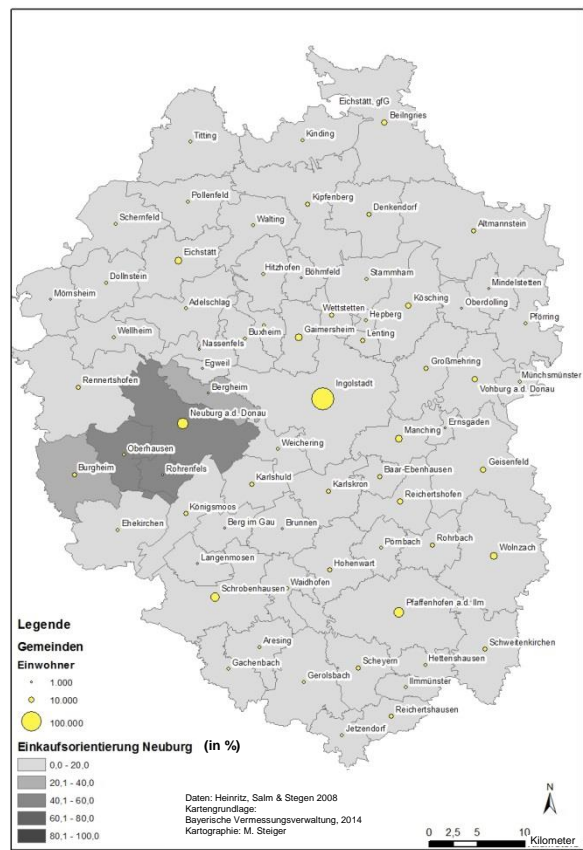 Eichstätt, gfG
Beilngries
Titting
Kinding
Pollenfeld
Kipfenberg
Denkendorf
Schernfeld
Walting
Altmannstein
Eichstätt
Hitzhofen
Böhmfeld
Stammham
Mindelstetten
Dollnstein
Mörnsheim
Adelschlag
Wettstetten
Kösching
Oberdolling
Hepberg
Pförring
Wellheim
Buxheim
Gaimersheim
Lenting
Nassenfels
Egweil
Großmehring
Münchsmünster
Vohburg a.d. Donau
Rennertshofen
Bergheim
Ingolstadt
Neuburg a.d. Donau
Ernsgaden
Manching
Weichering
Oberhausen
Rohrenfels
Burgheim
Geisenfeld
Baar-Ebenhausen
Karlshuld
Karlskron
Reichertshofen
Königsmoos
Ehekirchen
Berg im Gau
Brunnen
Pörnbach
Rohrbach
Wolnzach
Langenmosen
Hohenwart
Waidhofen
Schrobenhausen
Pfaffenhofen a.d. Ilm
Schweitenkirchen
Aresing
Gachenbach
Scheyern
Hettenshausen
Gerolsbach
Ilmmünster
Reichertshausen
Jetzendorf
Legende
Gemeinden
Einwohner
1.000
10.000
100.000
Einkaufsorientierung Neuburg (in %)
0,0 - 20,0
20,1 - 40,0
40,1 - 60,0
60,1 - 80,0
80,1 - 100,0
Daten: Heinritz, Salm & Stegen 2008
Kartengrundlage:
Bayerische Vermessungsverwaltung, 2014
Kartographie: M. Steiger
N
0 2,5 5 10 Kilometer